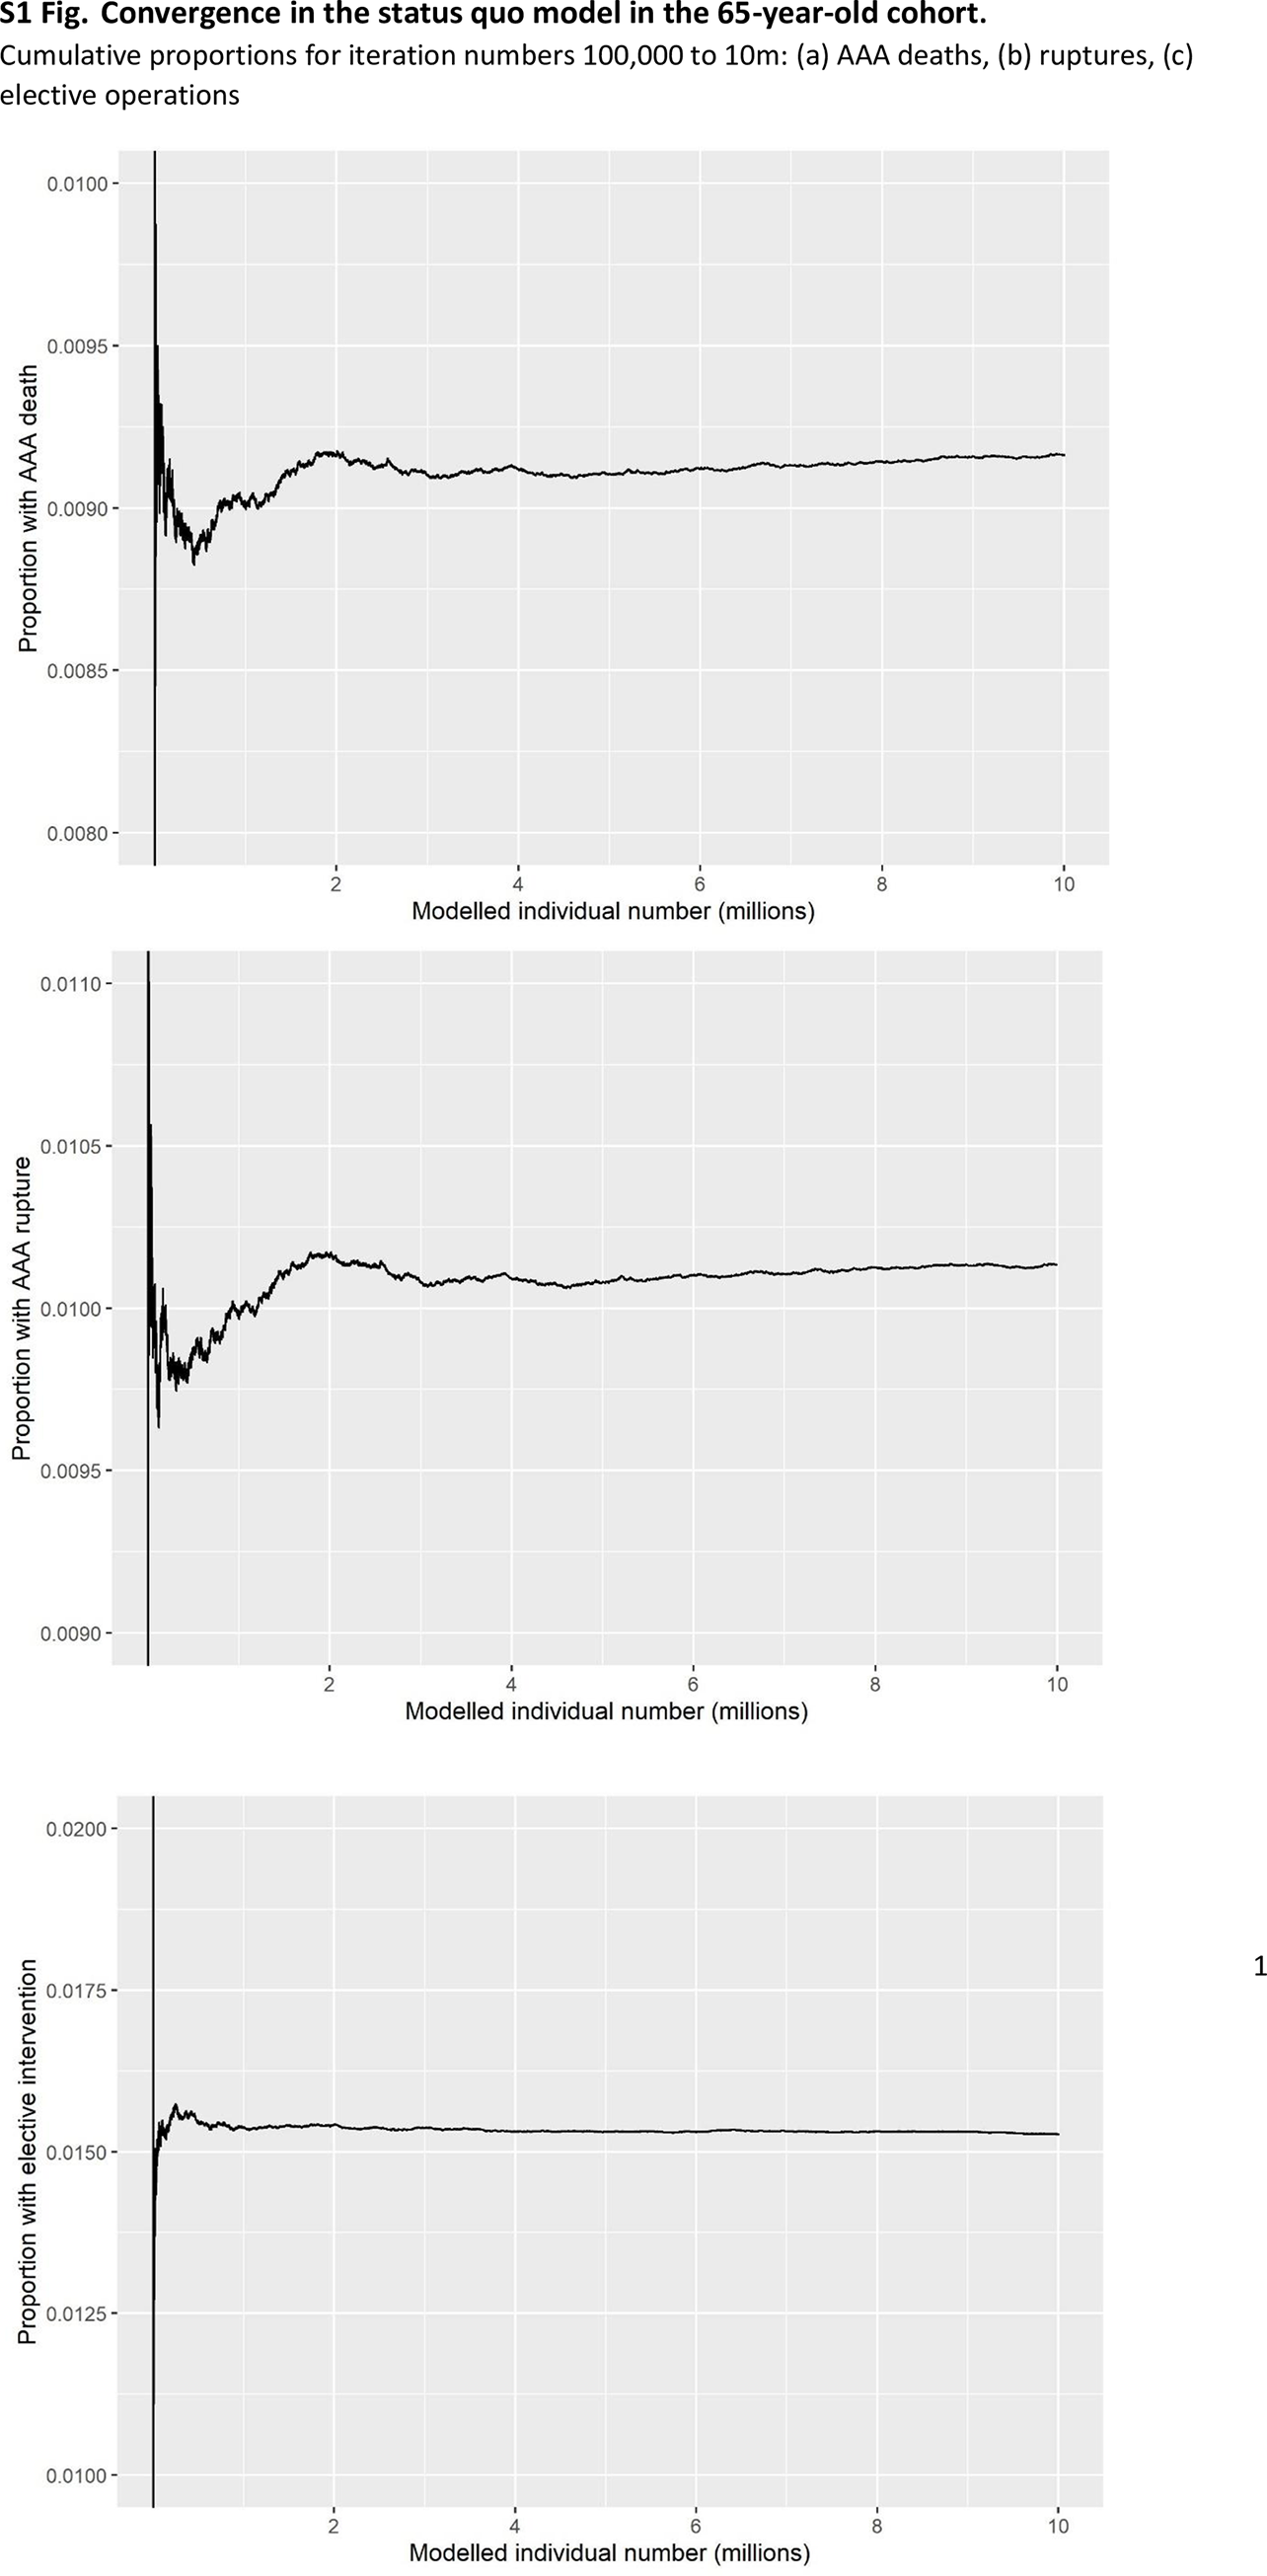 S1 Fig. Convergence in the status quo model in the 65-year-old cohort.
Cumulative proportions for iteration numbers 100,000 to 10m: (a) AAA deaths, (b) ruptures, (c)
elective operations
Proportion with AAA death
0.0100
0.0095
0.0090
0.0085
0.0080
2 4 6 8 10
Modelled individual number (millions)
Proportion with AAA rupture
0.0110
0.0105
0.0100
0.0095
0.0090
2 4 6 8 10
Modelled individual number (millions)
Proportion with elective intervention
0.0200
0.0175
0.0150
0.0125
0.0100
2 4 6 8 10
Modelled individual number (millions)
1